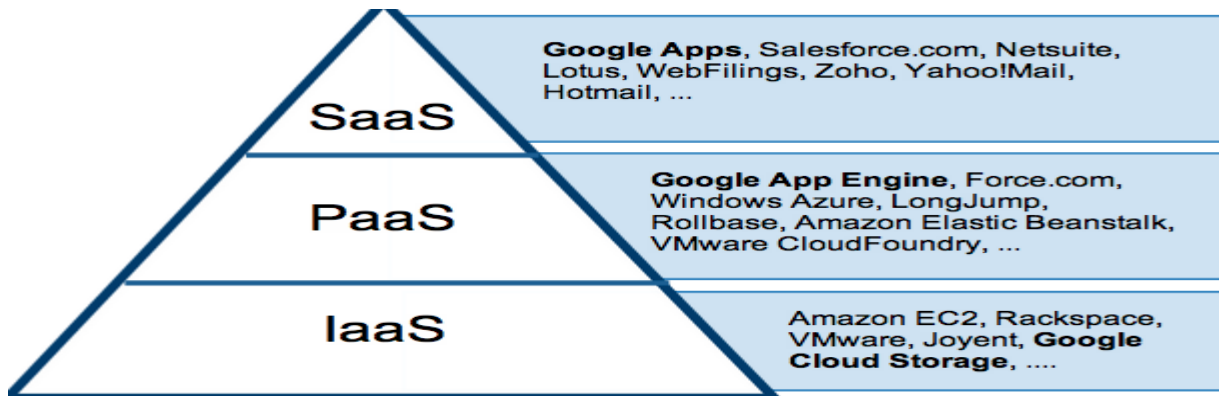 SaaS
Google Apps, Salesforce.com, Netsuite,
Lotus, WebFilings, Zoho, Yahoo!Mail,
Hotmail, ...
PaaS
Google App Engine, Force.com,
Windows Azure, LongJump,
Rollbase, Amazon Elastic Beanstalk,
VMware CloudFoundry, ...
IaaS
Amazon EC2, Rackspace,
VMware, Joyent, Google
Cloud Storage, ....